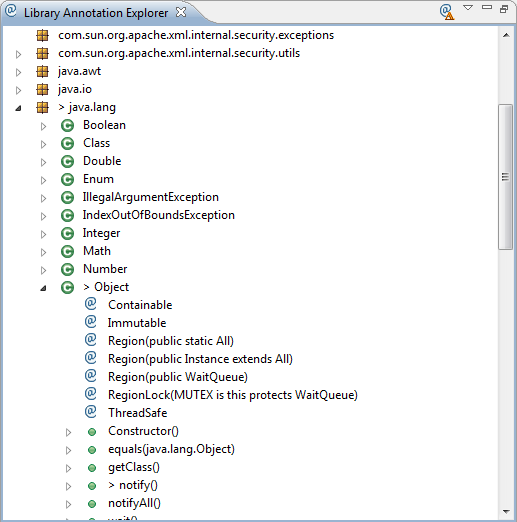 Library Annotation Explorer
com.sun.org.apache.xml.internal.security.exceptions
com.sun.org.apache.xml.internal.security.utils
java.awt
java.io
> java.lang
Boolean
Class
Double
Enum
IllegalArgumentException
IndexOutOfBoundsException
Integer
Math
Number
> Object
Containable
Immutable
Region(public static All)
Region(public Instance extends All)
Region(public WaitQueue)
RegionLock(MUTEX is this protects WaitQueue)
ThreadSafe
Constructor()
equals(java.lang.Object)
getClass()
> notify()
notifyAll()
wait()